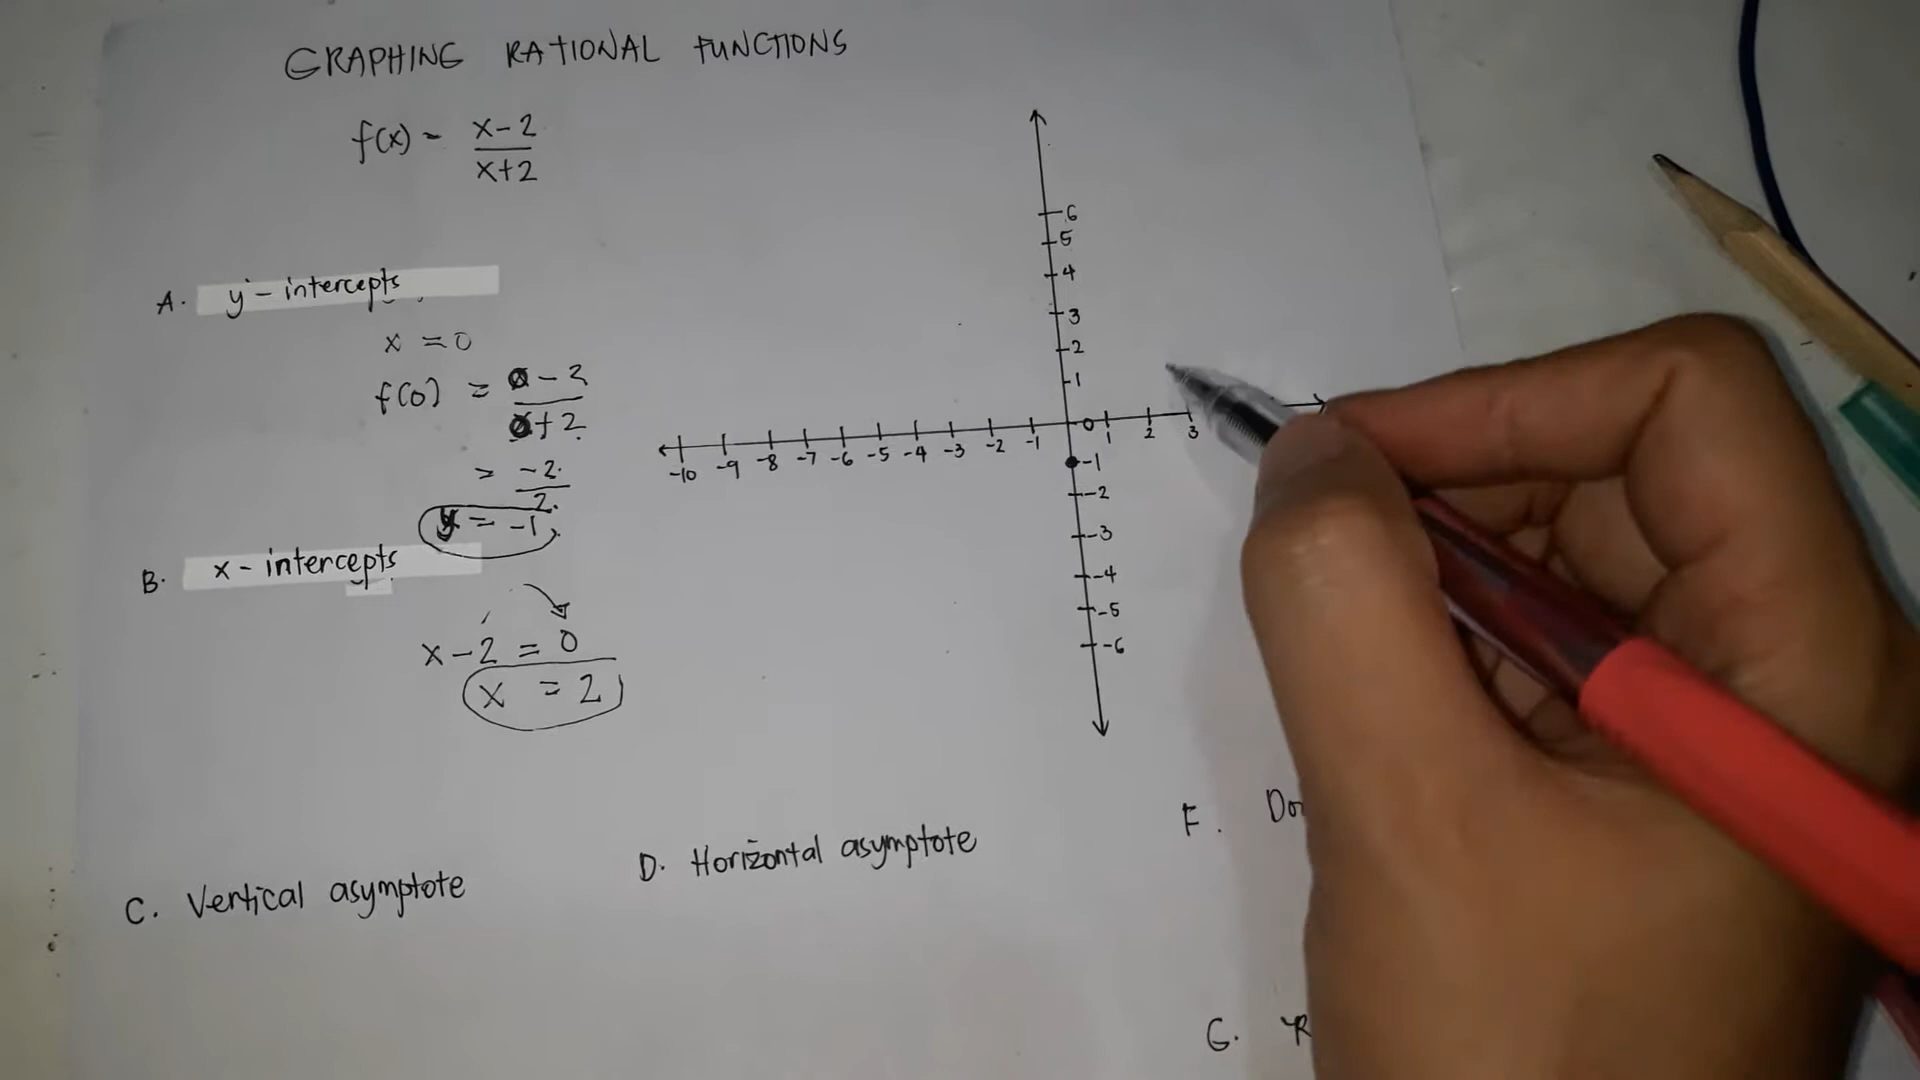 GRAPHING RATIONAL FUNCTIONS
f(x) = x-2
x+2
A. y - intercepts
x = 0
f(0) = 0 - 2
0 + 2
= -2
2
y = -1
B. x - intercepts
x - 2 = 0
x = 2
6
5
4
3
2
1
-10 -9 -8 -7 -6 -5 -4 -3 -2 -1 0 1 2 3
-1
-2
-3
-4
-5
-6
C. Vertical asymptote
D. Horizontal asymptote
F.
G.